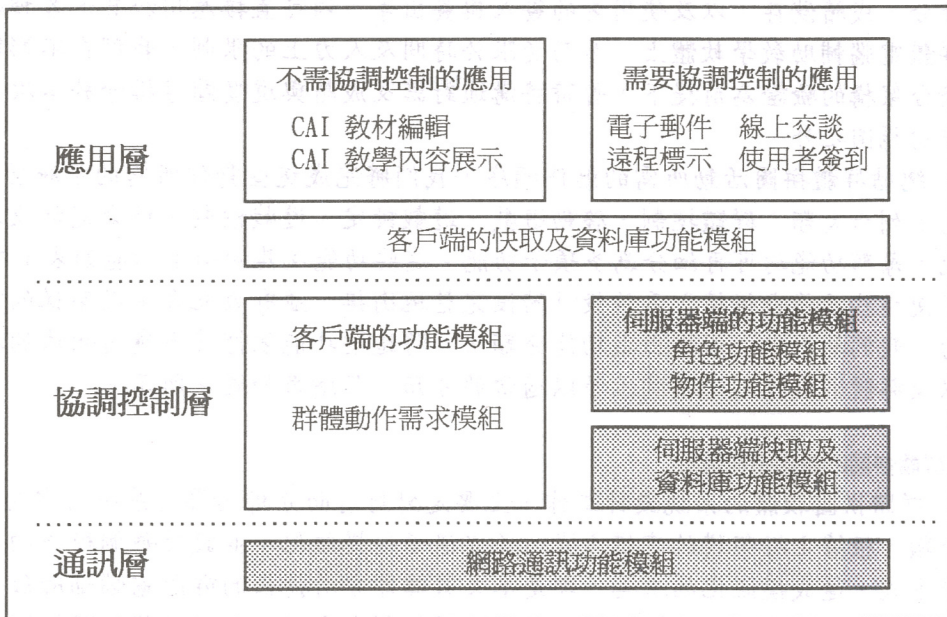 應用層
不需協調控制的應用
CAI 教材編輯
CAI 教學內容展示
需要協調控制的應用
電子郵件 線上交談
遠程標示 使用者簽到
客戶端的快取及資料庫功能模組
協調控制層
客戶端的功能模組
群體動作需求模組
伺服器端的功能模組
角色功能模組
物件功能模組
伺服器端快取及
資料庫功能模組
通訊層
網路通訊功能模組